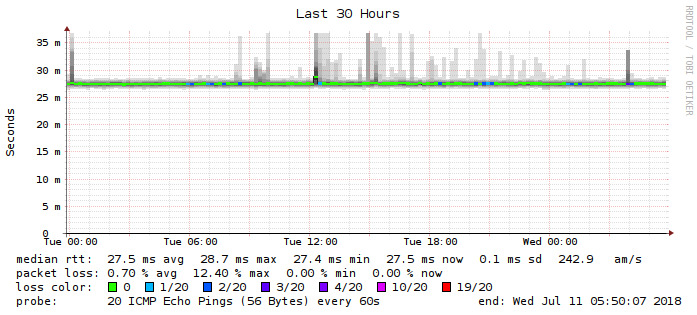 Last 30 Hours
RRDTOOL / TOBI OETIKER
Seconds
35 m
30 m
25 m
20 m
15 m
10 m
5 m
0
Tue 00:00 Tue 06:00 Tue 12:00 Tue 18:00 Wed 00:00
median rtt: 27.5 ms avg 28.7 ms max 27.4 ms min 27.5 ms now 0.1 ms sd 242.9 am/s
packet loss: 0.70 % avg 12.40 % max 0.00 % min 0.00 % now
loss color: 0 1/20 2/20 3/20 4/20 10/20 19/20
probe: 20 ICMP Echo Pings (56 Bytes) every 60s end: Wed Jul 11 05:50:07 2018